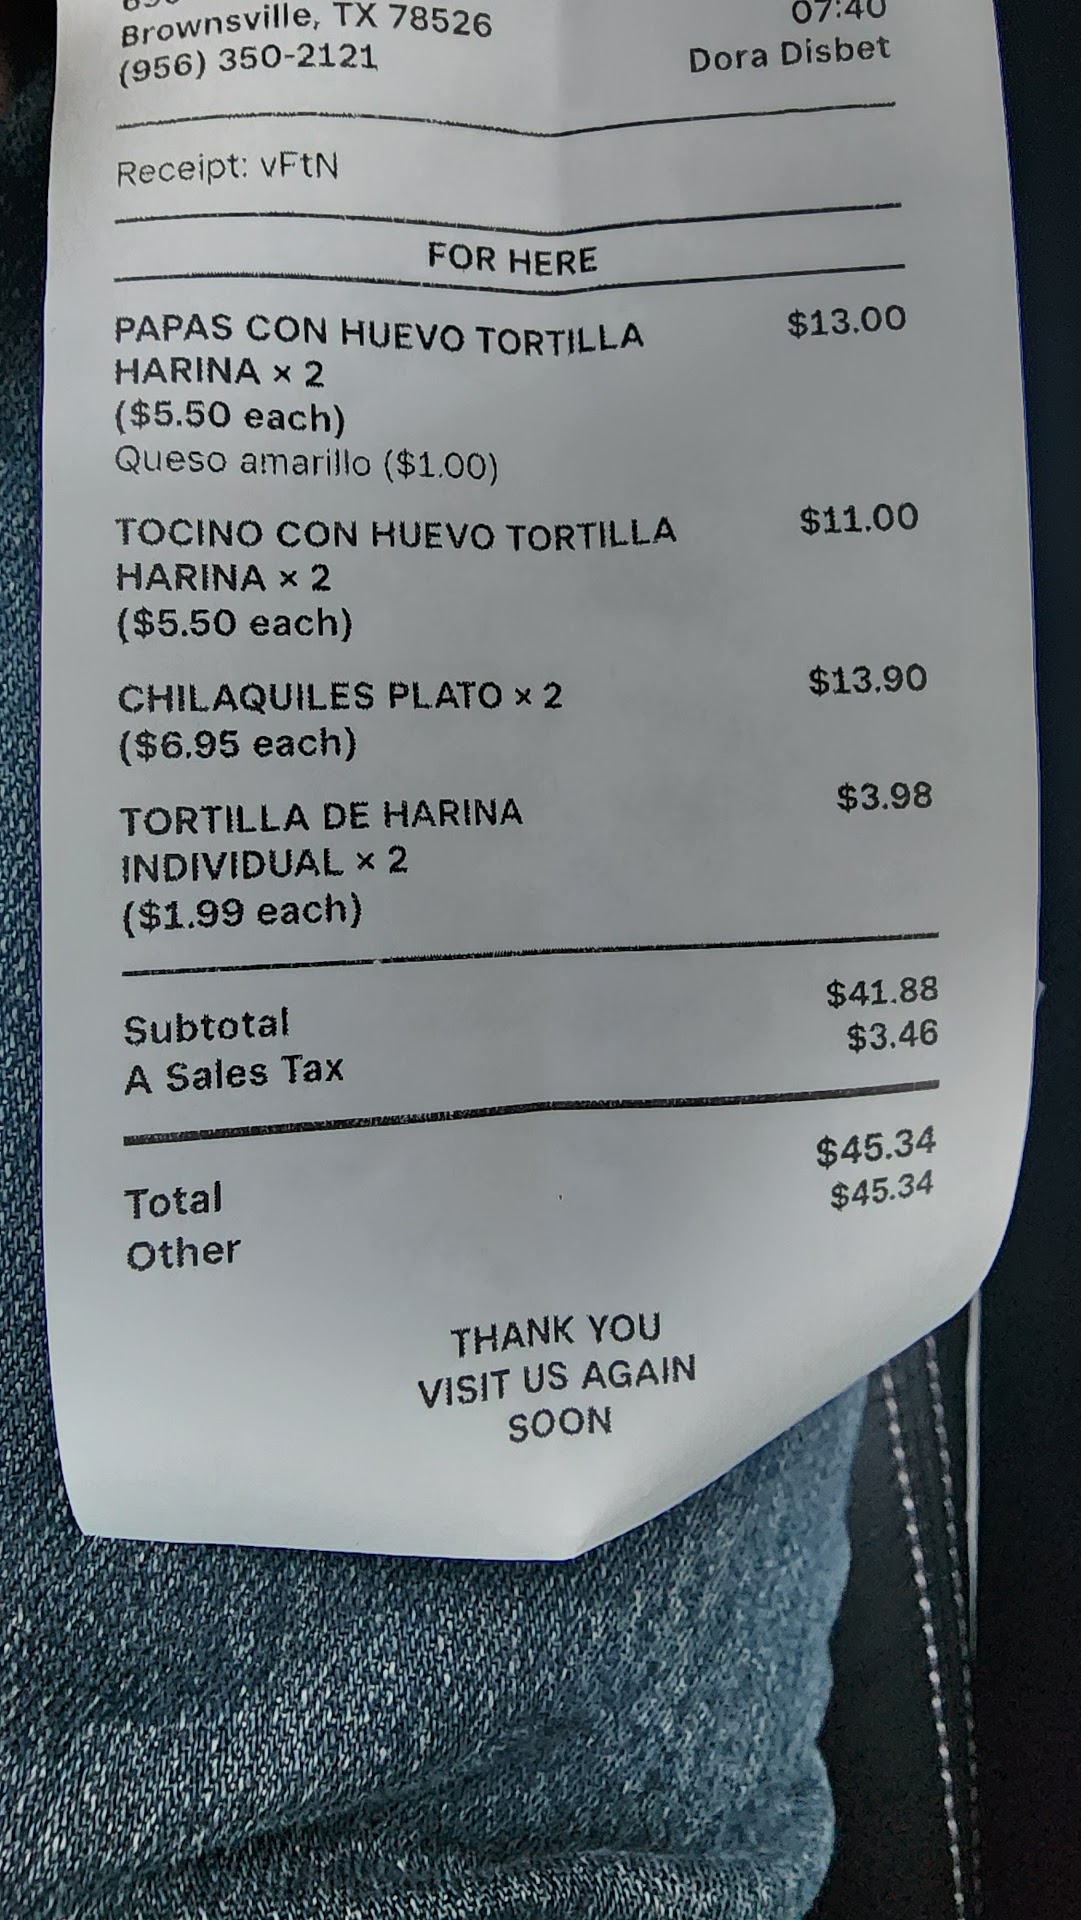 Brownsville, TX 78526
07:40
(956) 350-2121
Dora Disbet
Receipt: vFtN
FOR HERE
PAPAS CON HUEVO TORTILLA $13.00
HARINA × 2
($5.50 each)
Queso amarillo ($1.00)
TOCINO CON HUEVO TORTILLA $11.00
HARINA × 2
($5.50 each)
CHILAQUILES PLATO × 2 $13.90
($6.95 each)
TORTILLA DE HARINA $3.98
INDIVIDUAL × 2
($1.99 each)
Subtotal $41.88
A Sales Tax $3.46
Total $45.34
Other $45.34
THANK YOU
VISIT US AGAIN
SOON